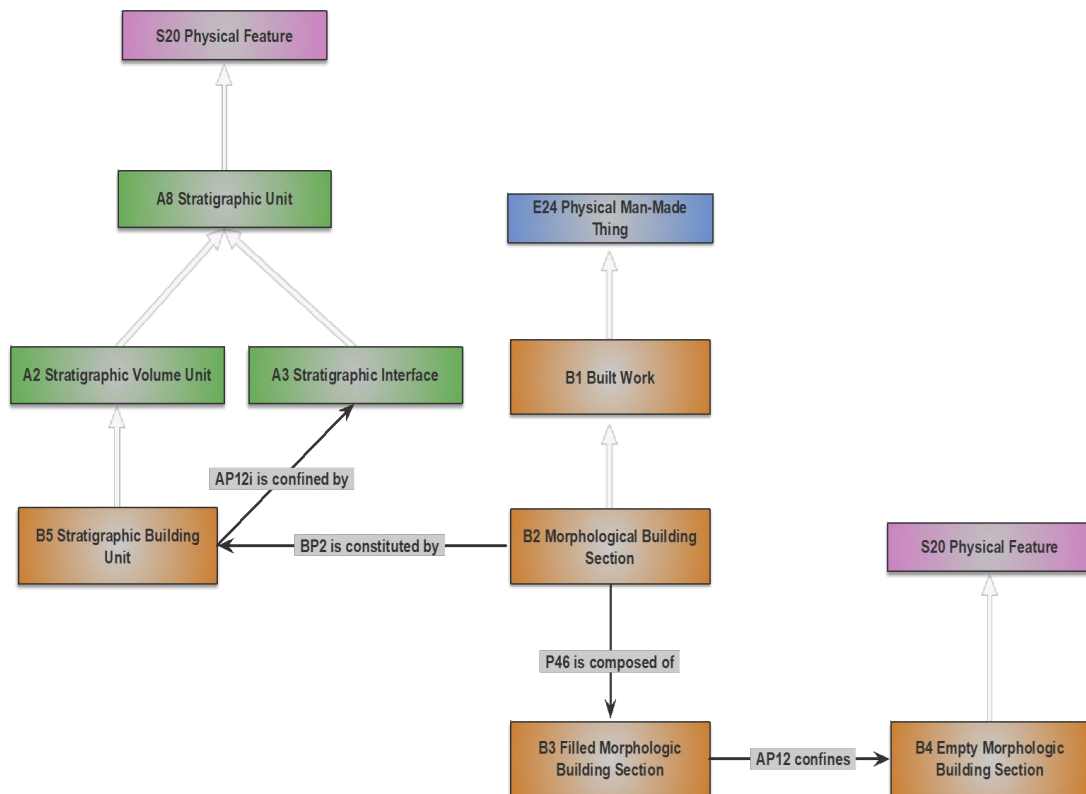 S20 Physical Feature
A8 Stratigraphic Unit
E24 Physical Man-Made
Thing
A2 Stratigraphic Volume Unit
A3 Stratigraphic Interface
B1 Built Work
AP12i is confined by
B5 Stratigraphic Building
Unit
BP2 is constituted by
B2 Morphological Building
Section
S20 Physical Feature
P46 is composed of
B3 Filled Morphologic
Building Section
AP12 confines
B4 Empty Morphologic
Building Section